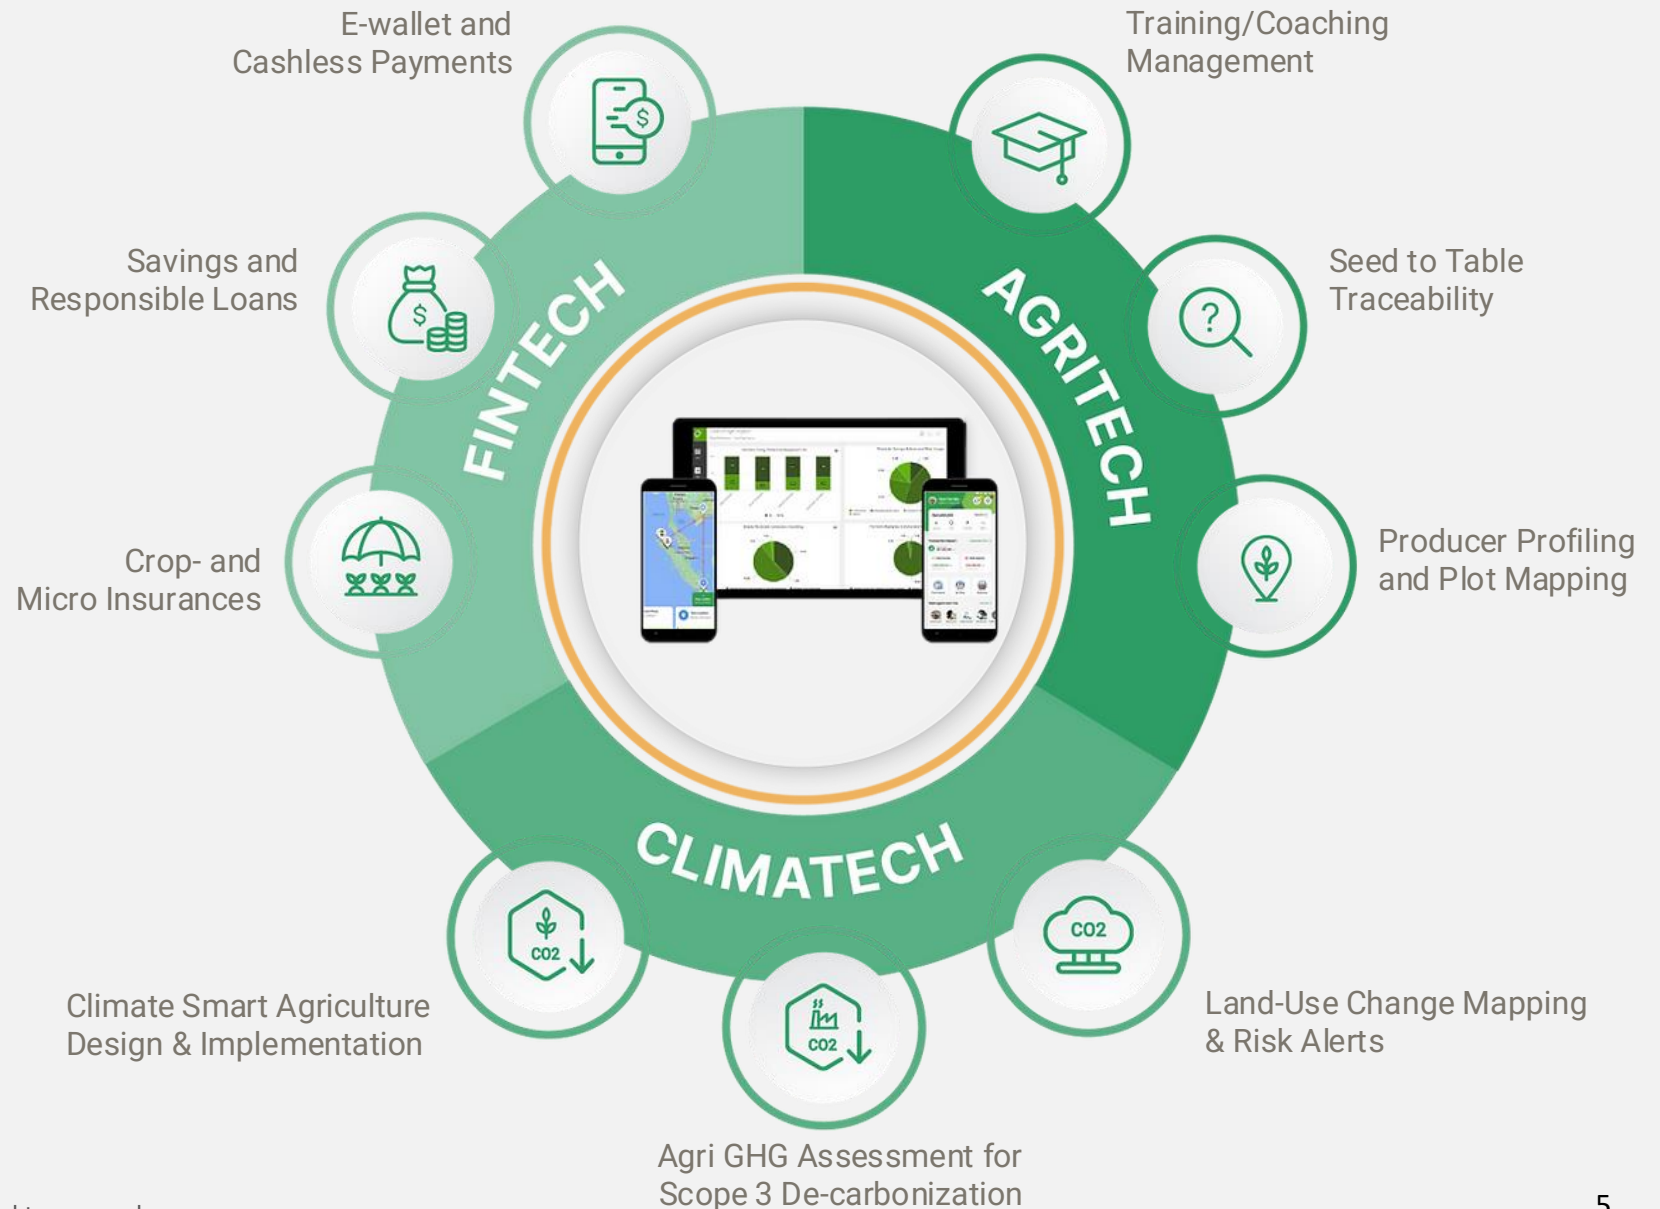 E-wallet and
Cashless Payments
Training/Coaching
Management
Savings and
Responsible Loans
Seed to Table
Traceability
FINTECH
AGRITECH
Crop- and
Micro Insurances
Producer Profiling
and Plot Mapping
CLIMATECH
CO2
CO2
CO2
Climate Smart Agriculture
Design & Implementation
Land-Use Change Mapping
& Risk Alerts
Agri GHG Assessment for
Scope 3 De-carbonization
5